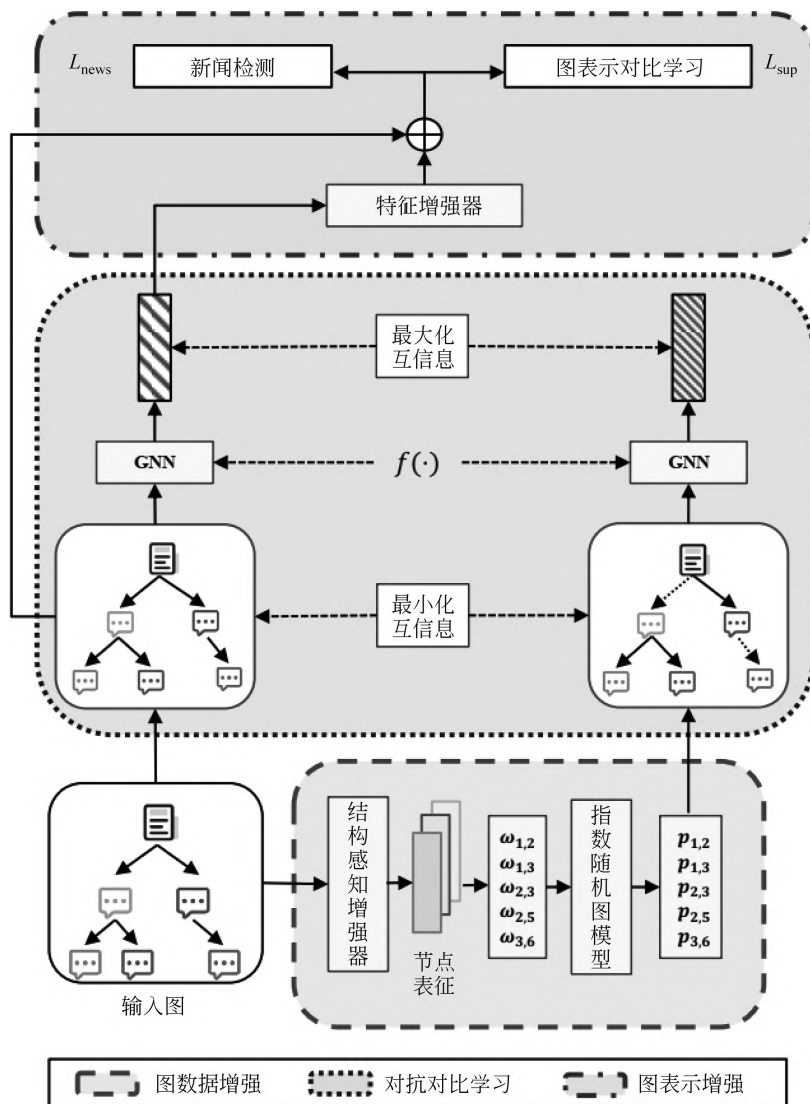 L_news 新闻检测 图表示对比学习 L_sup
特征增强器
最大化
互信息
GNN f(·) GNN
最小化
互信息
结构感知增强器
ω1,2
ω1,3
ω2,3
ω2,5
ω3,6
指数随机图模型
p1,2
p1,3
p2,3
p2,5
p3,6
节点
表征
输入图
图数据增强 对抗对比学习 图表示增强